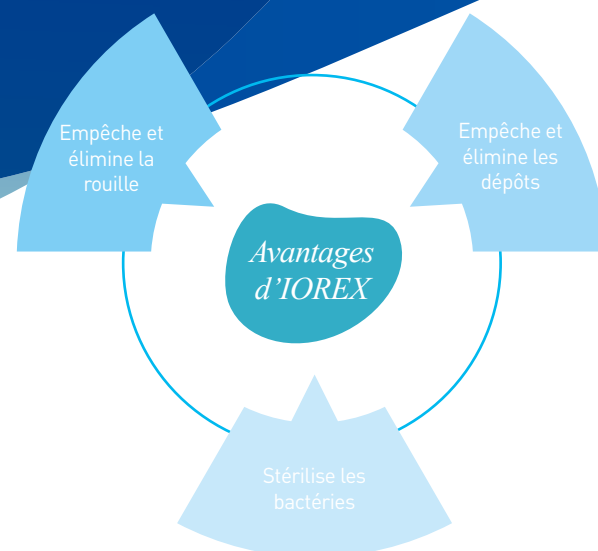 Empêche et
élimine la
rouille
Empêche et
élimine les
dépôts
Avantages
d'IOREX
Stérilise les
bactéries